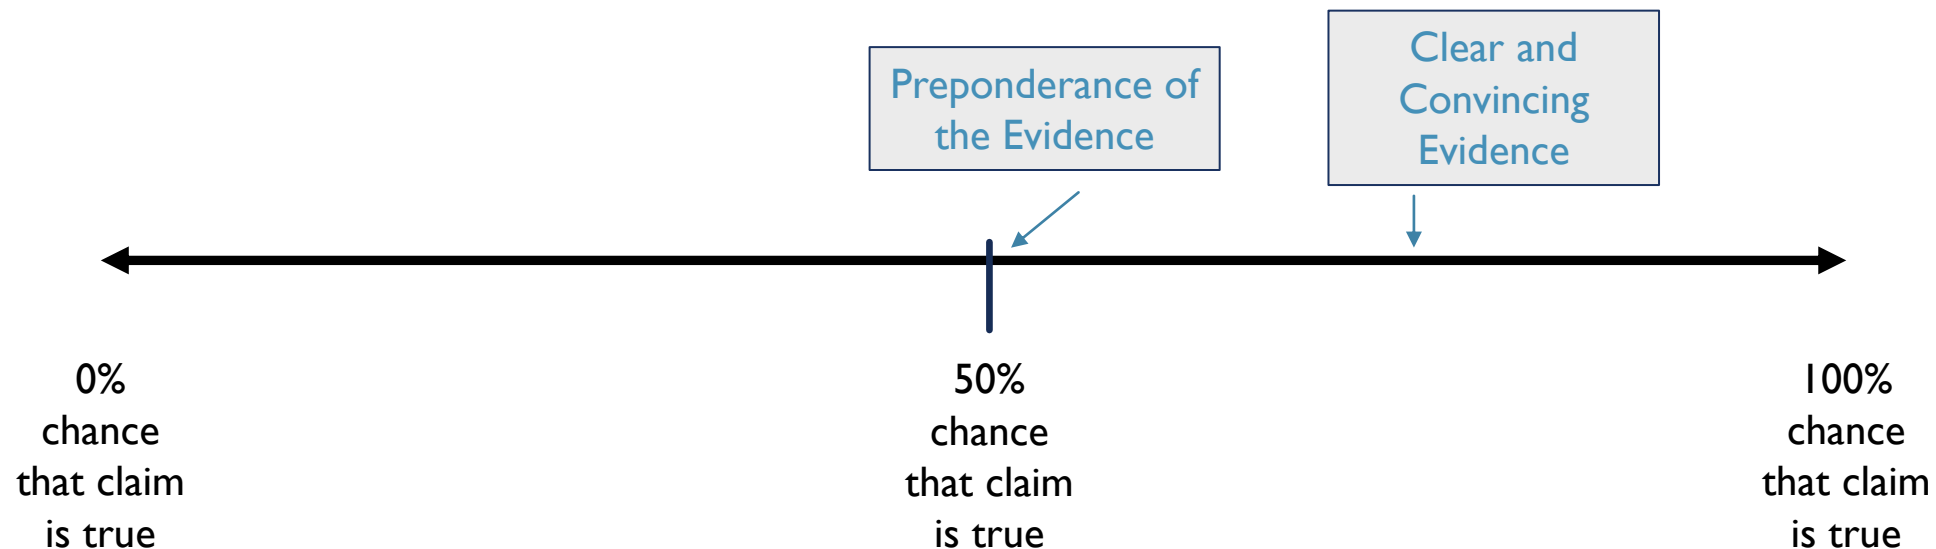 Preponderance of
the Evidence
Clear and
Convincing
Evidence
0%
chance
that claim
is true
50%
chance
that claim
is true
100%
chance
that claim
is true